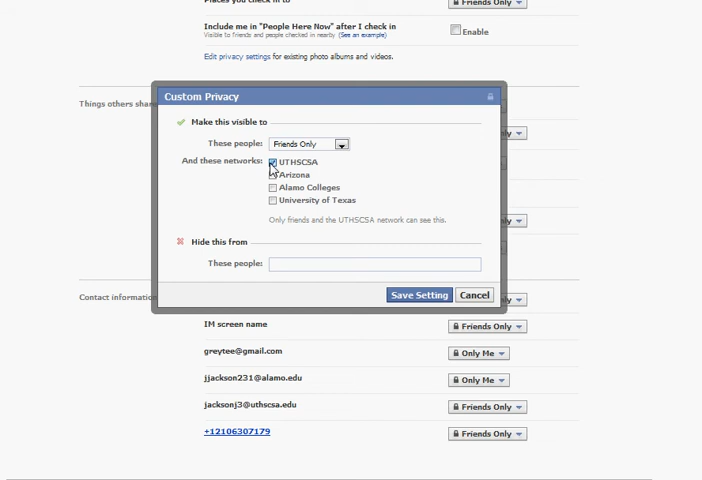 Places you check in to
Friends Only
Include me in "People Here Now" after I check in
Enable
Visible to friends and people checked in nearby (See an example)
Edit privacy settings for existing photo albums and videos.
Things others share
Custom Privacy
Make this visible to
These people: Friends Only
And these networks: UTHSCSA
Arizona
Alamo Colleges
University of Texas
Only friends and the UTHSCSA network can see this.
Hide this from
These people:
Save Setting Cancel
Contact information
IM screen name Friends Only
greytee@gmail.com Only Me
jjackson231@alamo.edu Only Me
jacksonj3@uthscsa.edu Friends Only
+12106307179 Friends Only